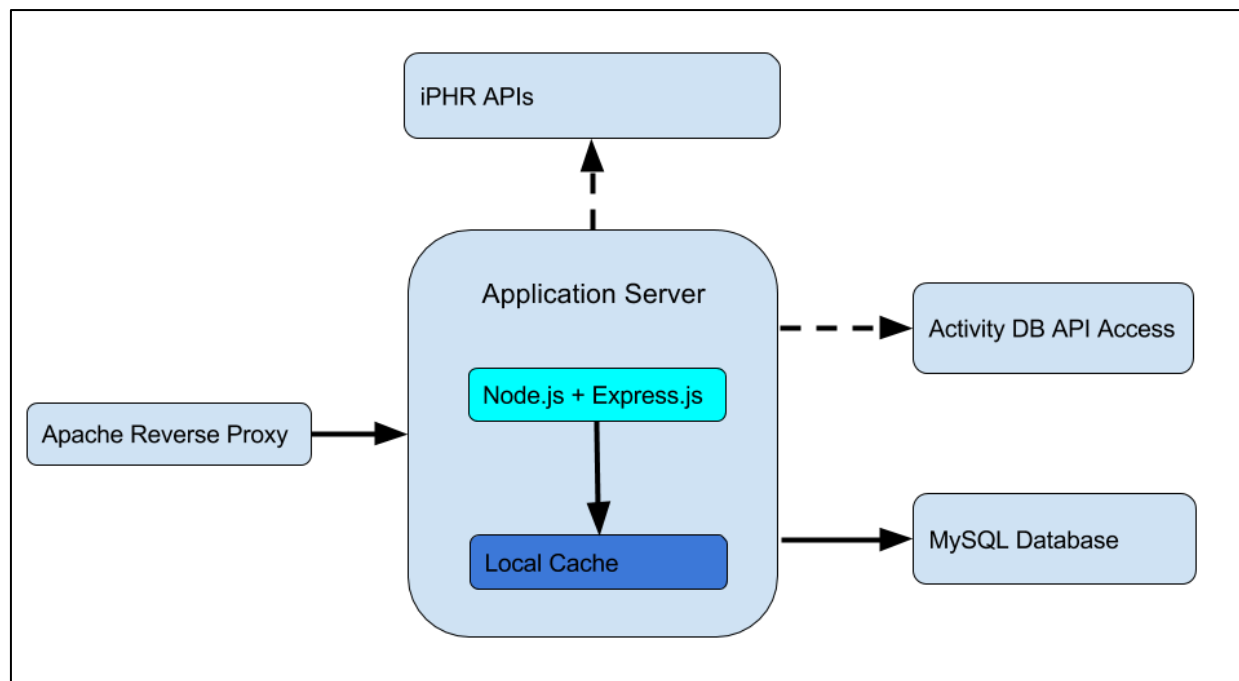 iPHR APIs
Application Server
Activity DB API Access
Node.js + Express.js
Apache Reverse Proxy
MySQL Database
Local Cache